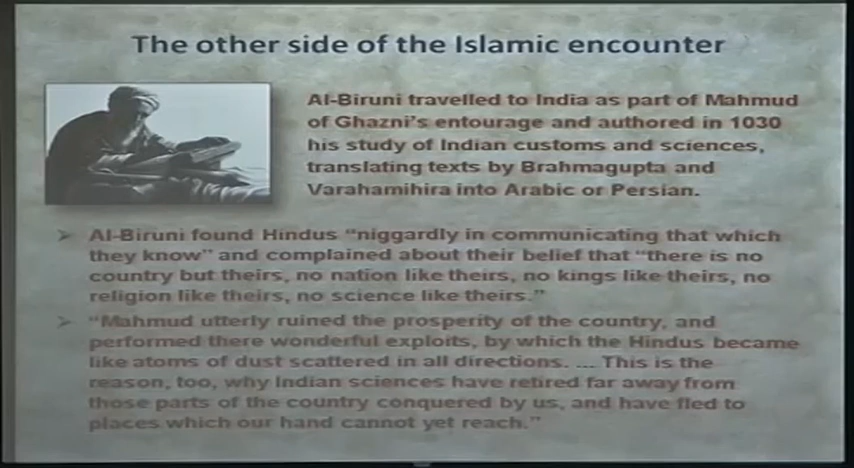 The other side of the Islamic encounter
Al-Biruni travelled to India as part of Mahmud
of Ghazni's entourage and authored in 1030
his study of Indian customs and sciences,
translating texts by Brahmagupta and
Varahamihira into Arabic or Persian.
➢ Al-Biruni found Hindus "niggardly in communicating that which
they know" and complained about their belief that "there is no
country but theirs, no nation like theirs, no kings like theirs, no
religion like theirs, no science like theirs."
➢ "Mahmud utterly ruined the prosperity of the country, and
performed there wonderful exploits, by which the Hindus became
like atoms of dust scattered in all directions. ... This is the
reason, too, why Indian sciences have retired far away from
those parts of the country conquered by us, and have fled to
places which our hand cannot yet reach."